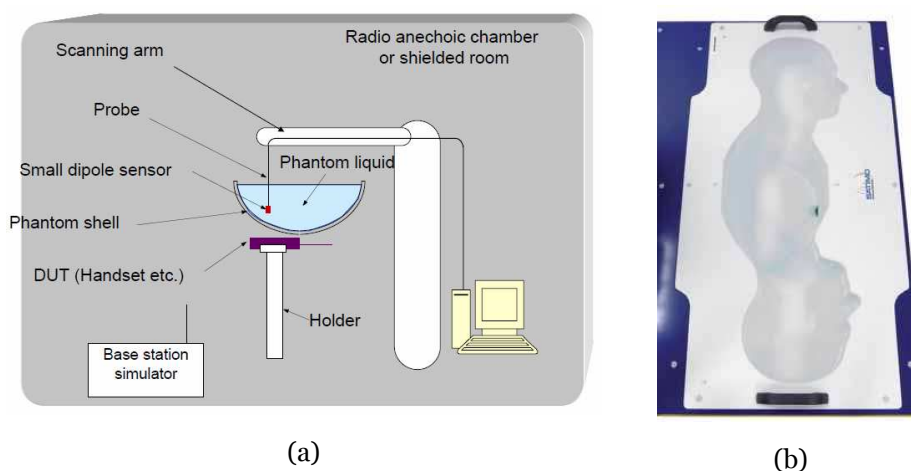 Scanning arm
Radio anechoic chamber
or shielded room
Probe
Small dipole sensor
Phantom liquid
Phantom shell
DUT (Handset etc.)
Holder
Base station
simulator
SATIMO
(a)
(b)